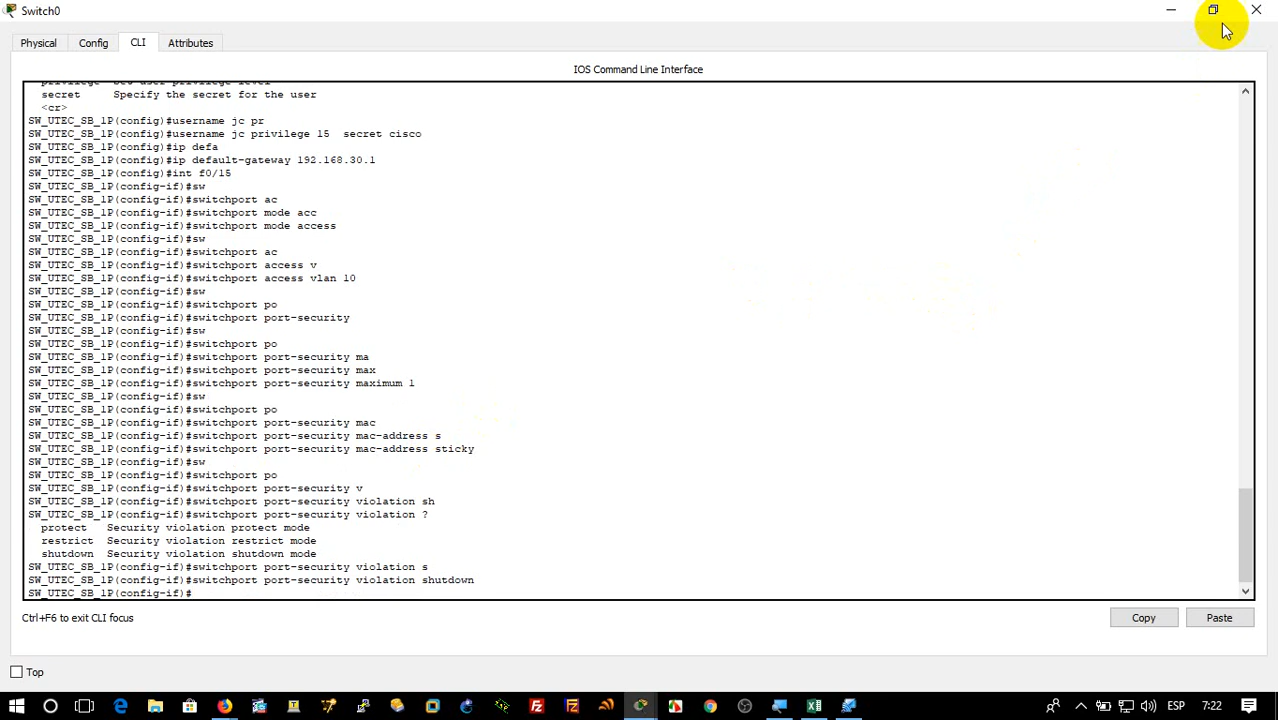 Switch0
Physical Config CLI Attributes
IOS Command Line Interface
privilege Set user privilege level
secret Specify the secret for the user
<cr>
SW_UTEC_SB_1P(config)#username jc pr
SW_UTEC_SB_1P(config)#username jc privilege 15 secret cisco
SW_UTEC_SB_1P(config)#ip defa
SW_UTEC_SB_1P(config)#ip default-gateway 192.168.30.1
SW_UTEC_SB_1P(config)#int f0/15
SW_UTEC_SB_1P(config-if)#sw
SW_UTEC_SB_1P(config-if)#switchport ac
SW_UTEC_SB_1P(config-if)#switchport mode acc
SW_UTEC_SB_1P(config-if)#switchport mode access
SW_UTEC_SB_1P(config-if)#sw
SW_UTEC_SB_1P(config-if)#switchport ac
SW_UTEC_SB_1P(config-if)#switchport access v
SW_UTEC_SB_1P(config-if)#switchport access vlan 10
SW_UTEC_SB_1P(config-if)#sw
SW_UTEC_SB_1P(config-if)#switchport po
SW_UTEC_SB_1P(config-if)#switchport port-security
SW_UTEC_SB_1P(config-if)#sw
SW_UTEC_SB_1P(config-if)#switchport po
SW_UTEC_SB_1P(config-if)#switchport port-security ma
SW_UTEC_SB_1P(config-if)#switchport port-security max
SW_UTEC_SB_1P(config-if)#switchport port-security maximum 1
SW_UTEC_SB_1P(config-if)#sw
SW_UTEC_SB_1P(config-if)#switchport po
SW_UTEC_SB_1P(config-if)#switchport port-security mac
SW_UTEC_SB_1P(config-if)#switchport port-security mac-address s
SW_UTEC_SB_1P(config-if)#switchport port-security mac-address sticky
SW_UTEC_SB_1P(config-if)#sw
SW_UTEC_SB_1P(config-if)#switchport po
SW_UTEC_SB_1P(config-if)#switchport port-security v
SW_UTEC_SB_1P(config-if)#switchport port-security violation sh
SW_UTEC_SB_1P(config-if)#switchport port-security violation ?
protect Security violation protect mode
restrict Security violation restrict mode
shutdown Security violation shutdown mode
SW_UTEC_SB_1P(config-if)#switchport port-security violation s
SW_UTEC_SB_1P(config-if)#switchport port-security violation shutdown
SW_UTEC_SB_1P(config-if)#
Ctrl+F6 to exit CLI focus
Copy Paste
Top
ESP 7:22